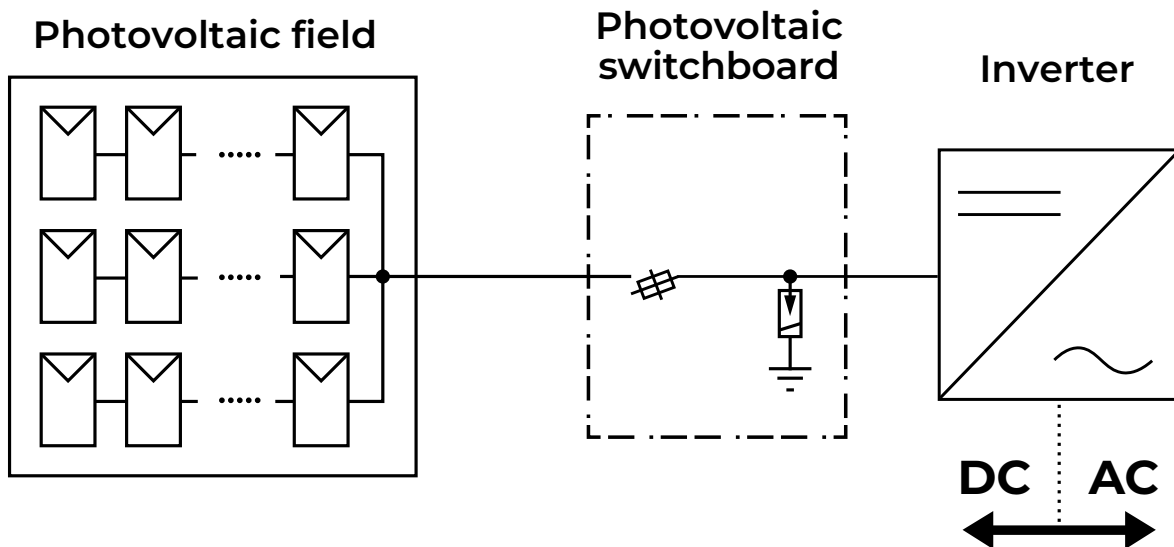 Photovoltaic field
Photovoltaic
switchboard
Inverter
DC
AC